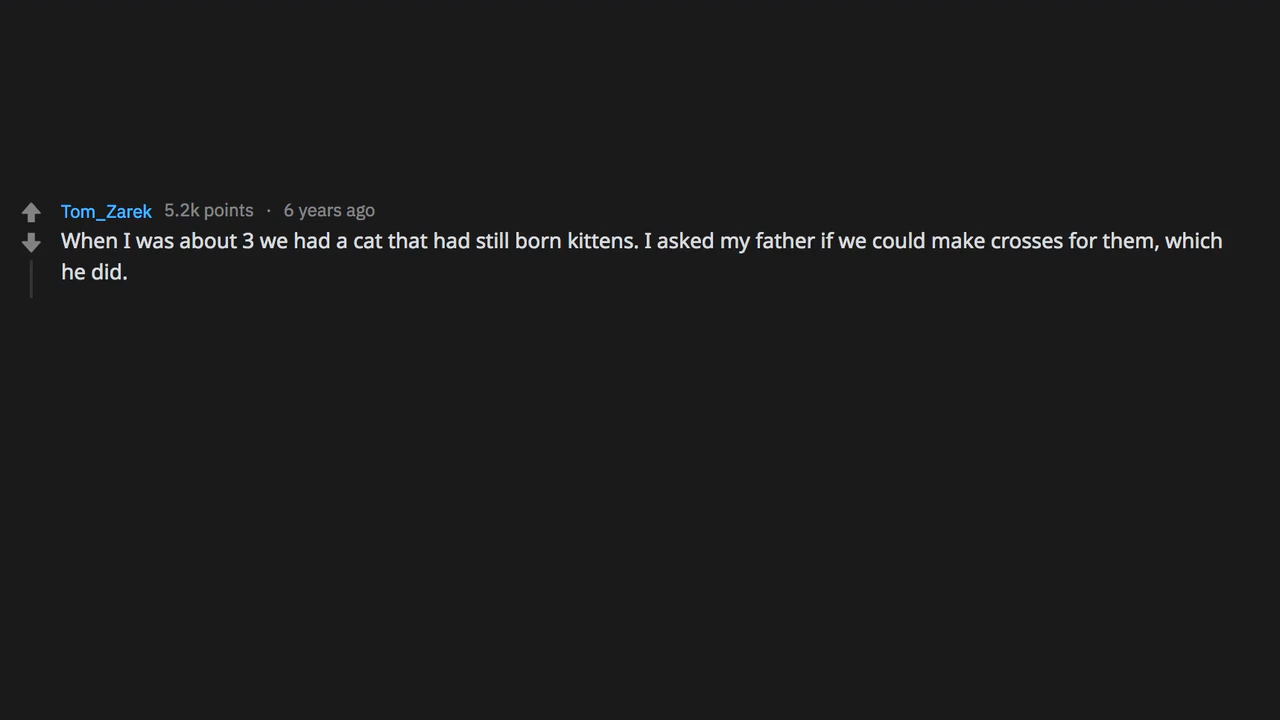 Tom_Zarek 5.2k points · 6 years ago
When I was about 3 we had a cat that had still born kittens. I asked my father if we could make crosses for them, which
he did.